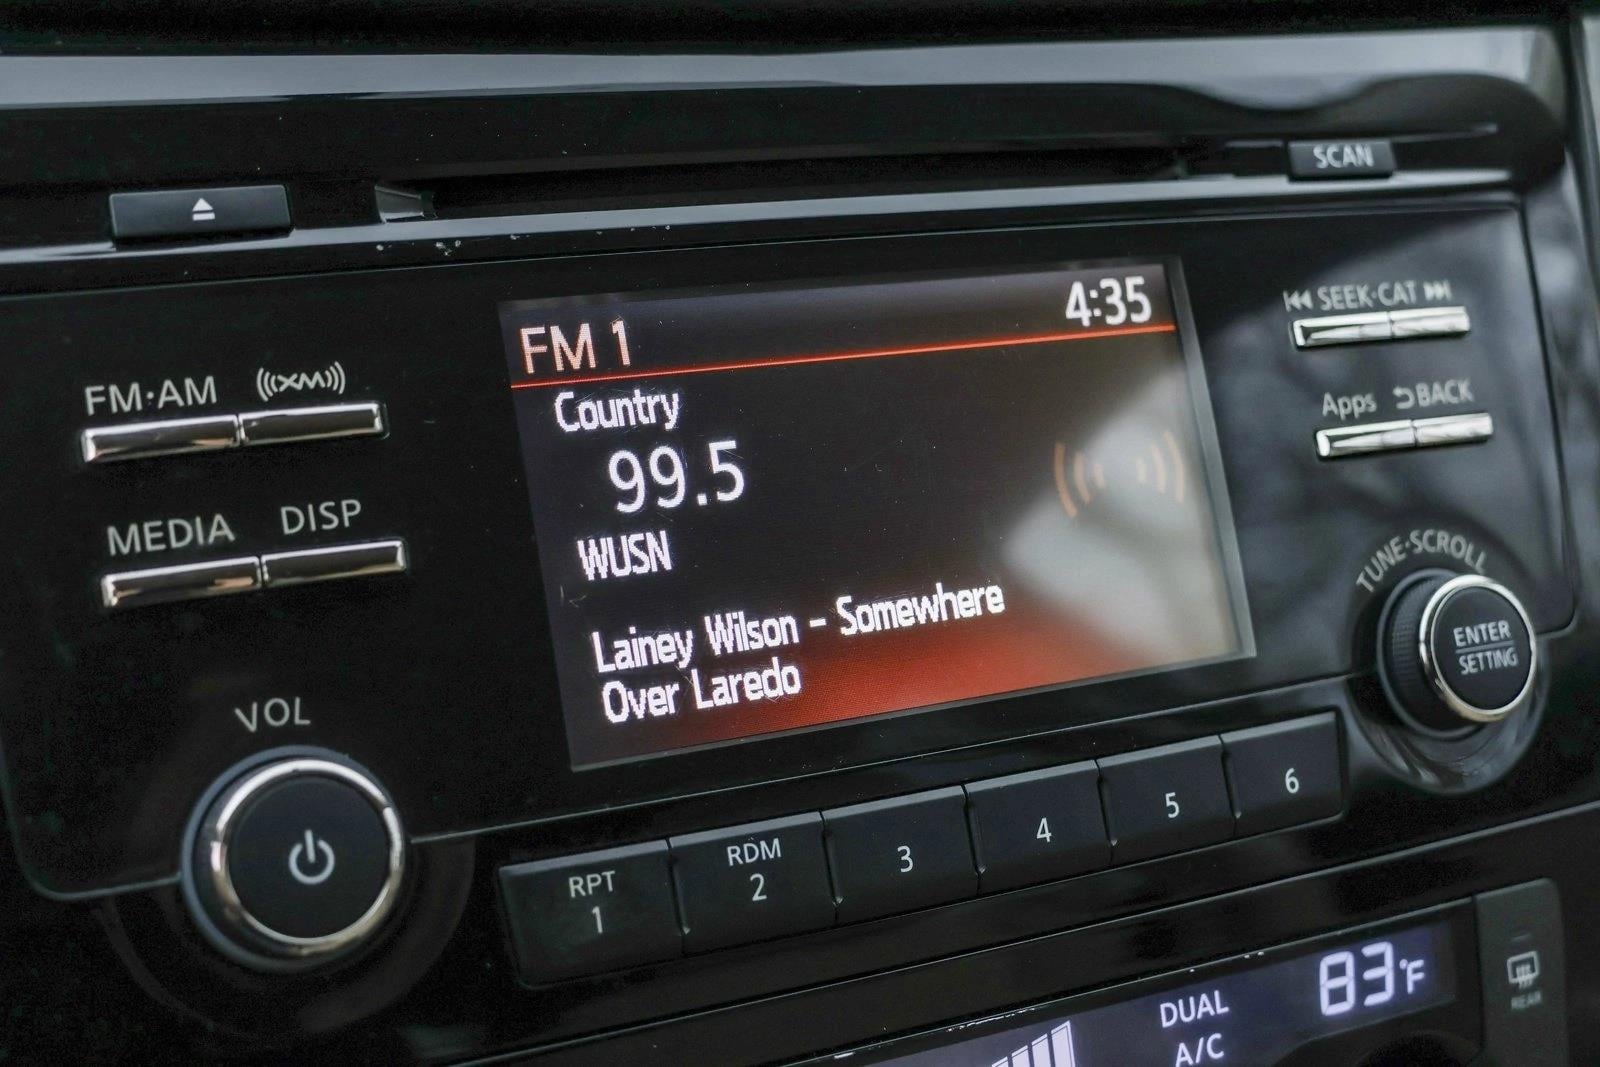 SCAN
FM 1 4:35
Country
99.5
WUSN
Lainey Wilson - Somewhere
Over Laredo
FM·AM (((XM)))
MEDIA DISP
VOL
SEEK·CAT
Apps BACK
TUNE·SCROLL
ENTER
SETTING
RPT
1
RDM
2
3
4
5
6
83°F
DUAL
A/C
REAR